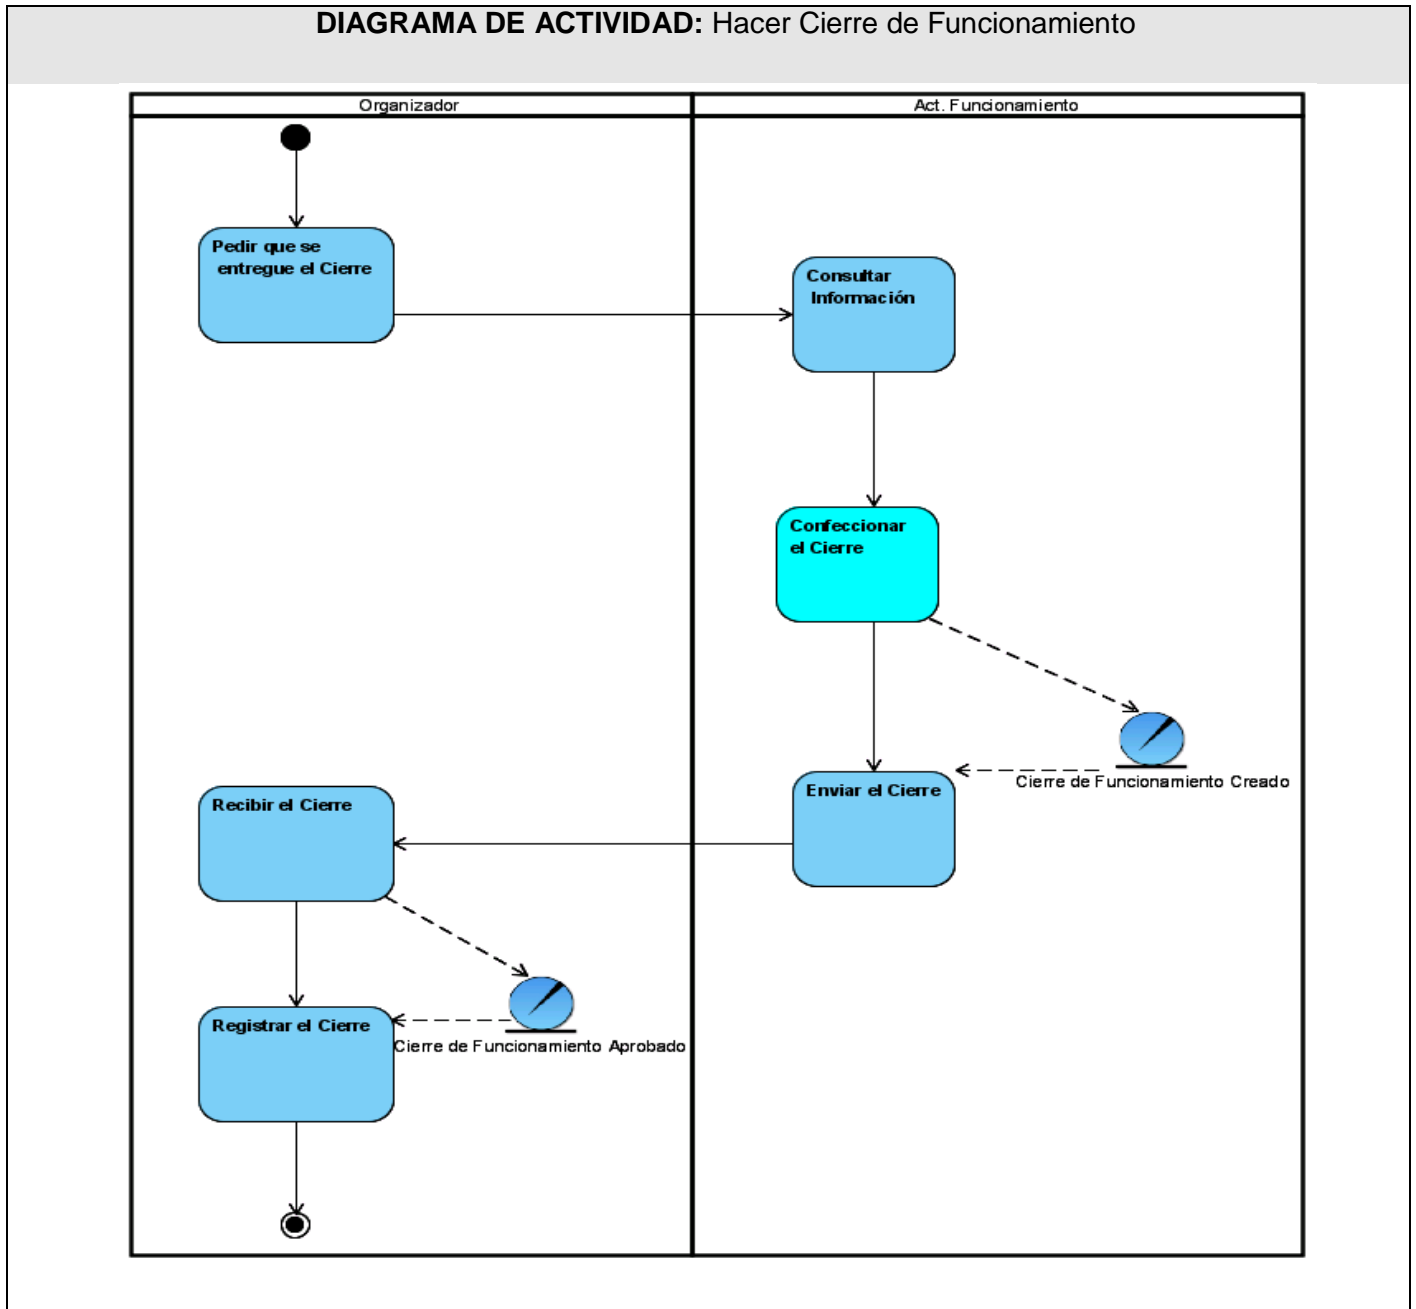 DIAGRAMA DE ACTIVIDAD: Hacer Cierre de Funcionamiento
Organizador
Act. Funcionamiento
Pedir que se
entregue el Cierre
Consultar
Información
Confeccionar
el Cierre
Cierre de Funcionamiento Creado
Enviar el Cierre
Recibir el Cierre
Cierre de Funcionamiento Aprobado
Registrar el Cierre